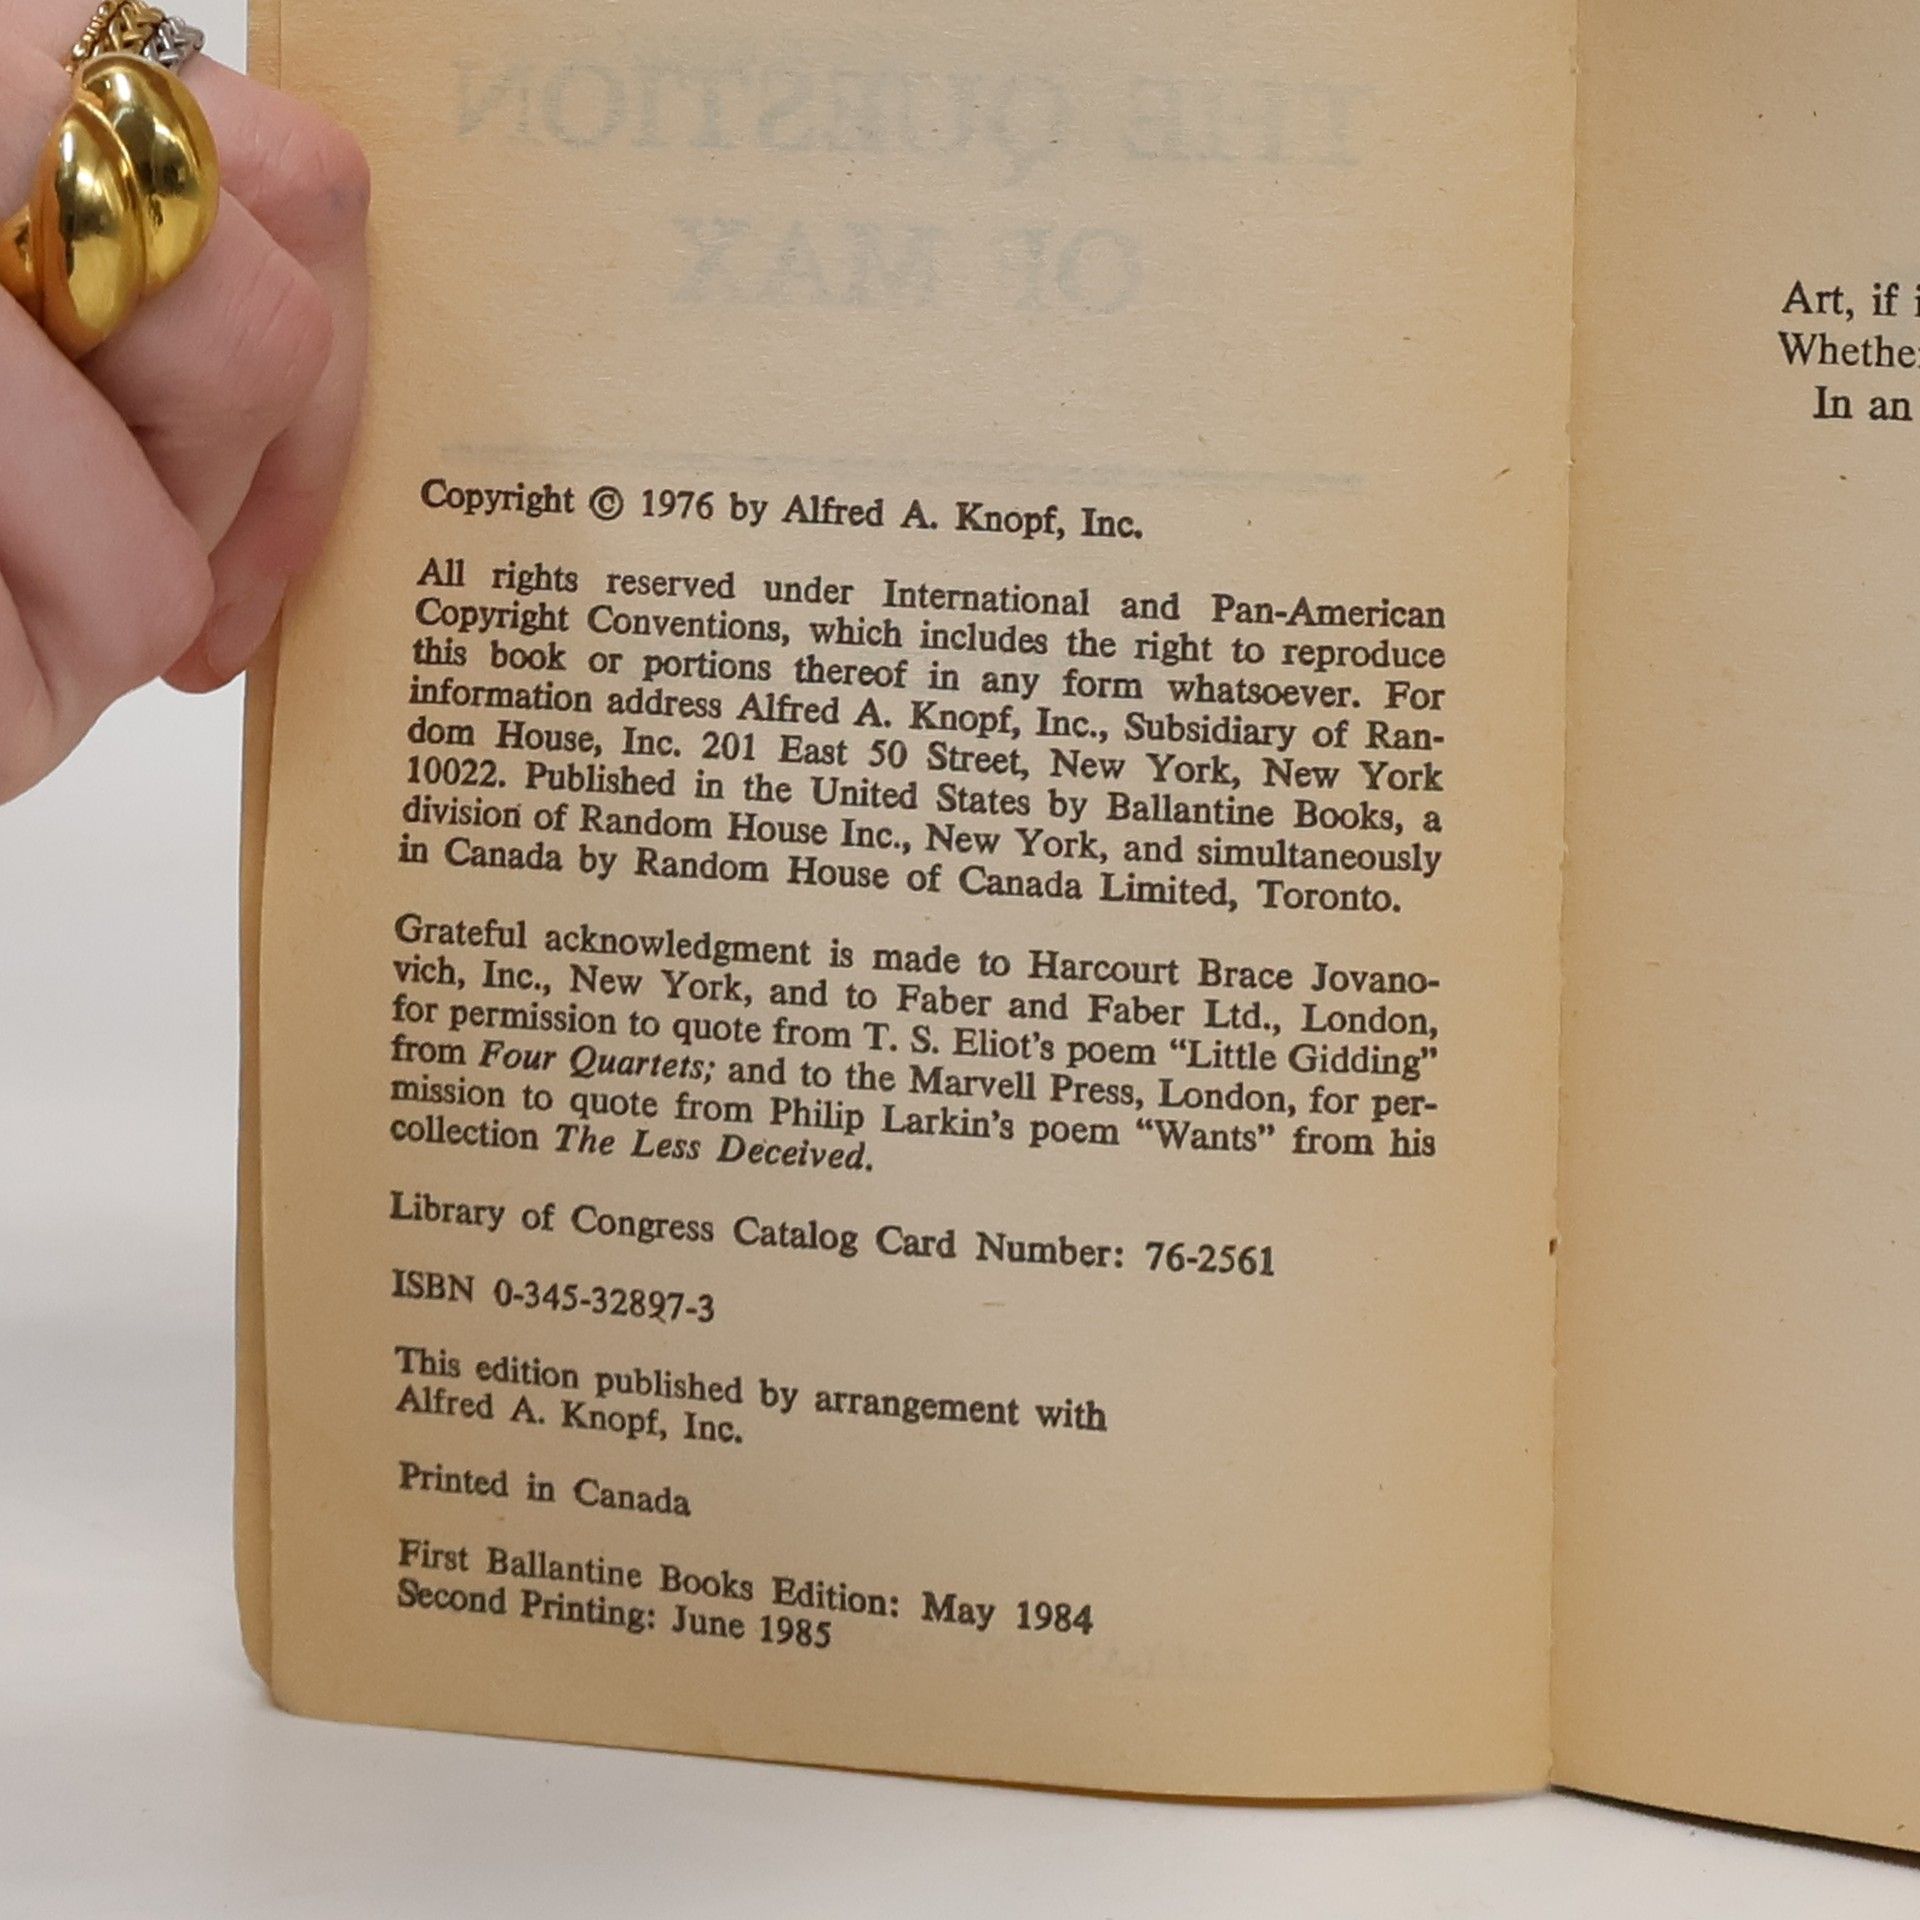 THE QUESTION
OF MAX
Copyright © 1976 by Alfred A. Knopf, Inc.
All rights reserved under International and Pan-American
Copyright Conventions, which includes the right to reproduce
this book or portions thereof in any form whatsoever. For
information address Alfred A. Knopf, Inc., Subsidiary of Ran-
dom House, Inc. 201 East 50 Street, New York, New York
10022. Published in the United States by Ballantine Books, a
division of Random House Inc., New York, and simultaneously
in Canada by Random House of Canada Limited, Toronto.
Grateful acknowledgment is made to Harcourt Brace Jovano-
vich, Inc., New York, and to Faber and Faber Ltd., London,
for permission to quote from T. S. Eliot's poem “Little Gidding”
from Four Quartets; and to the Marvell Press, London, for per-
mission to quote from Philip Larkin's poem “Wants” from his
collection The Less Deceived.
Library of Congress Catalog Card Number: 76-2561
ISBN 0-345-32897-3
This edition published by arrangement with
Alfred A. Knopf, Inc.
Printed in Canada
First Ballantine Books Edition: May 1984
Second Printing: June 1985
Art, if
Whether
In an